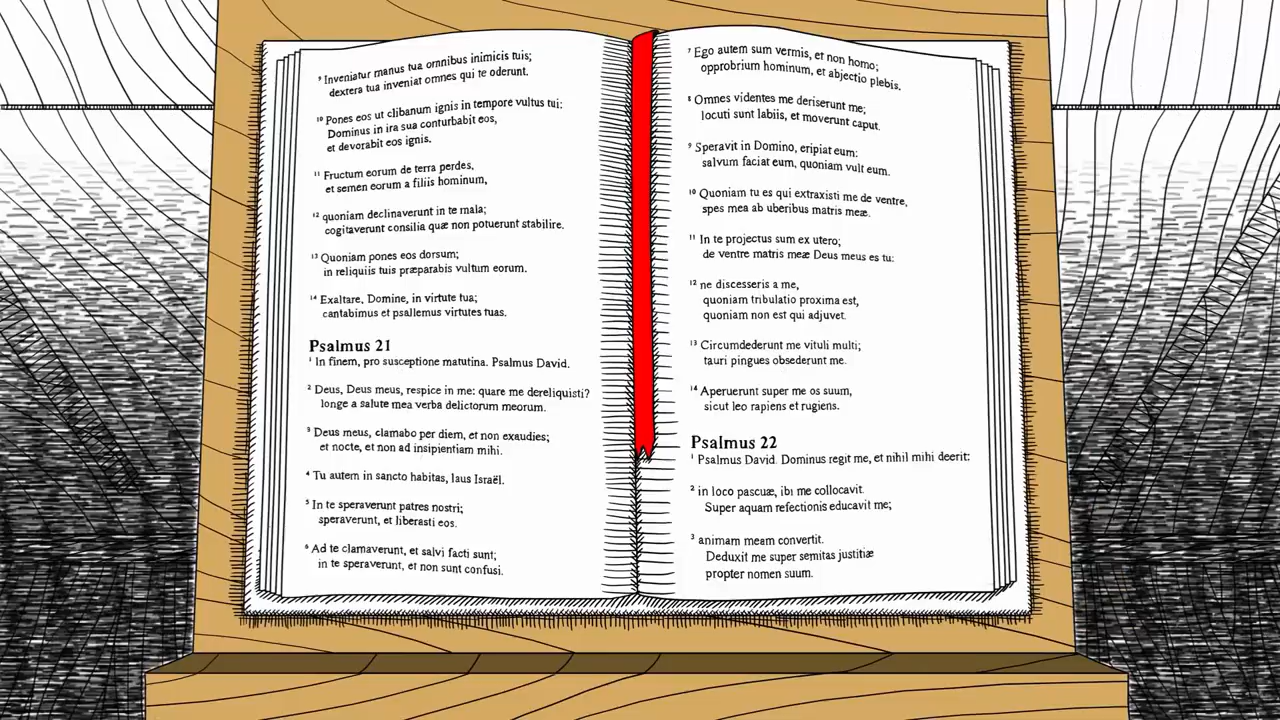 9 Inveniatur manus tua omnibus inimicis tuis;
dextera tua inveniat omnes qui te oderunt.
10 Pones eos ut clibanum ignis in tempore vultus tui:
Dominus in ira sua conturbabit eos,
et devorabit eos ignis.
11 Fructum eorum de terra perdes,
et semen eorum a filiis hominum,
12 quoniam declinaverunt in te mala;
cogitaverunt consilia quæ non potuerunt stabilire.
13 Quoniam pones eos dorsum;
in reliquiis tuis præparabis vultum eorum.
14 Exaltare, Domine, in virtute tua;
cantabimus et psallemus virtutes tuas.
Psalmus 21
1 In finem, pro susceptione matutina. Psalmus David.
2 Deus, Deus meus, respice in me: quare me dereliquisti?
longe a salute mea verba delictorum meorum.
3 Deus meus, clamabo per diem, et non exaudies;
et nocte, et non ad insipientiam mihi.
4 Tu autem in sancto habitas, laus Israël.
5 In te speraverunt patres nostri;
speraverunt, et liberasti eos.
6 Ad te clamaverunt, et salvi facti sunt;
in te speraverunt, et non sunt confusi.
7 Ego autem sum vermis, et non homo;
opprobrium hominum, et abjectio plebis.
8 Omnes videntes me deriserunt me;
locuti sunt labiis, et moverunt caput.
9 Speravit in Domino, eripiat eum:
salvum faciat eum, quoniam vult eum.
10 Quoniam tu es qui extraxisti me de ventre,
spes mea ab uberibus matris meæ.
11 In te projectus sum ex utero;
de ventre matris meæ Deus meus es tu:
12 ne discesseris a me,
quoniam tribulatio proxima est,
quoniam non est qui adjuvet.
13 Circumdederunt me vituli multi;
tauri pingues obsederunt me.
14 Aperuerunt super me os suum,
sicut leo rapiens et rugiens.
Psalmus 22
1 Psalmus David. Dominus regit me, et nihil mihi deerit:
2 in loco pascuæ, ibi me collocavit.
Super aquam refectionis educavit me;
3 animam meam convertit.
Deduxit me super semitas justitiæ
propter nomen suum.